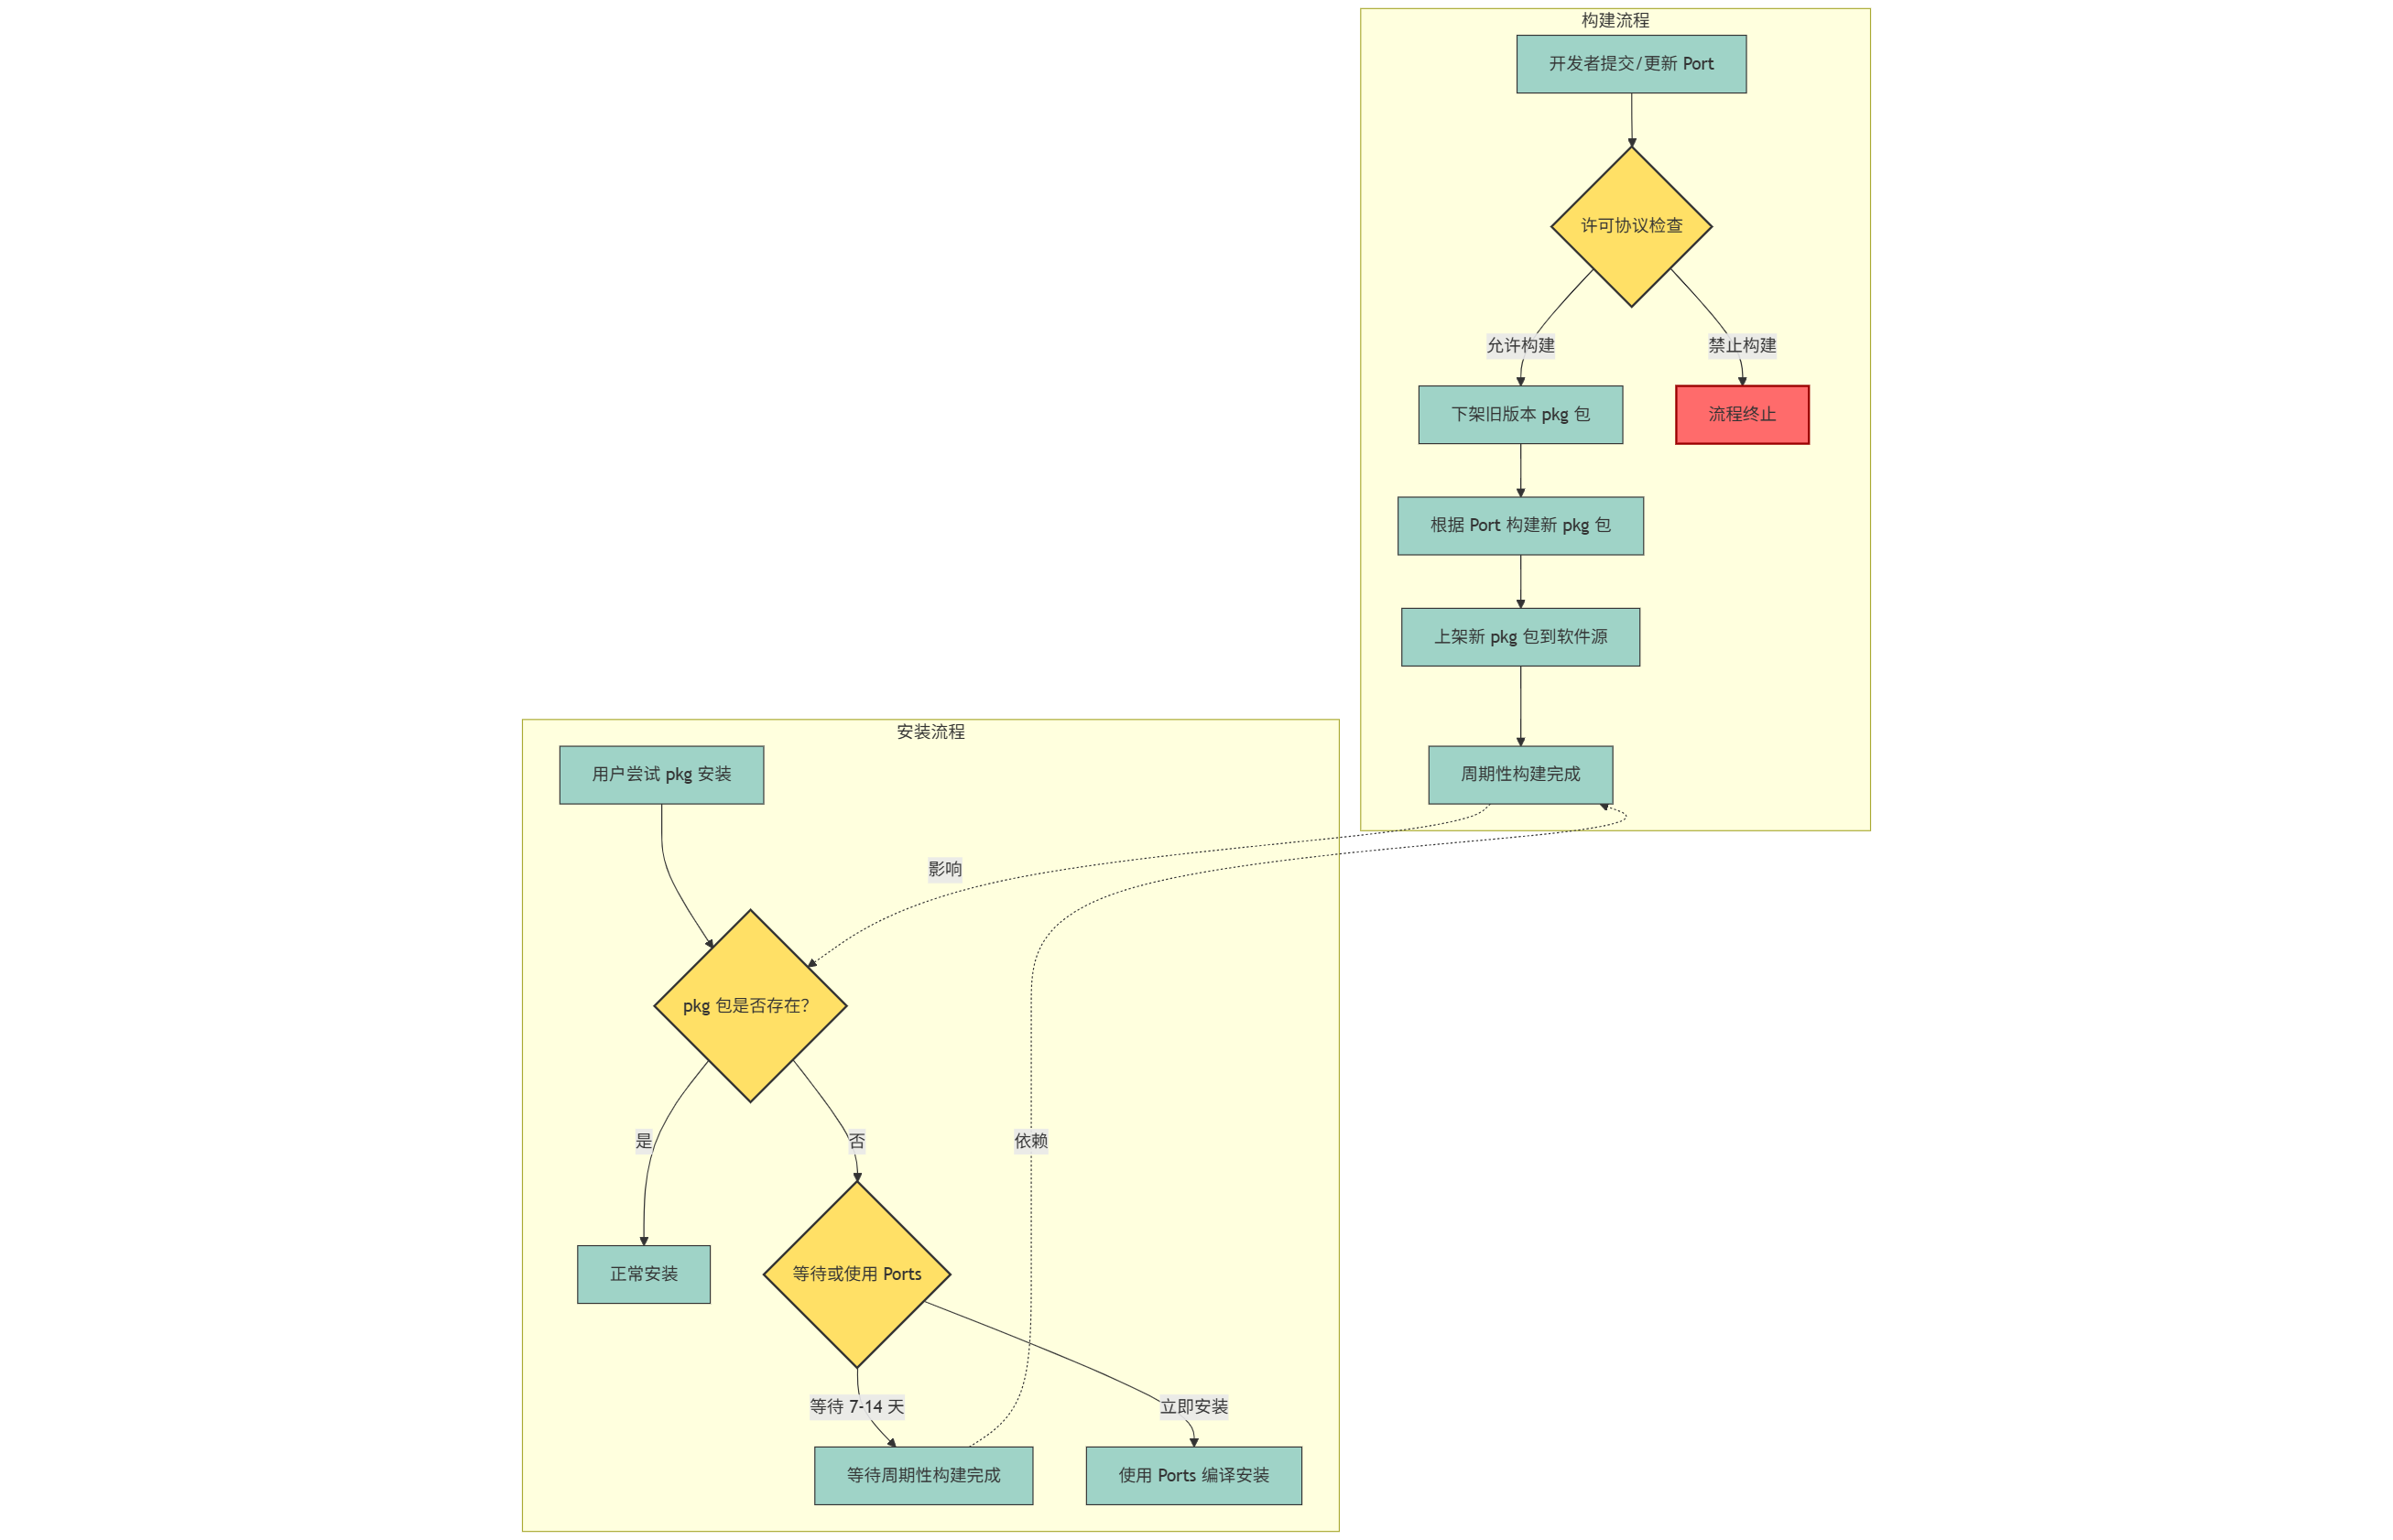 构建流程
开发者提交/更新 Port
许可协议检查
允许构建
禁止构建
下架旧版本 pkg 包
流程终止
根据 Port 构建新 pkg 包
上架新 pkg 包到软件源
周期性构建完成
安装流程
用户尝试 pkg 安装
影响
pkg 包是否存在?
是
否
依赖
正常安装
等待或使用 Ports
等待 7-14 天
立即安装
等待周期性构建完成
使用 Ports 编译安装